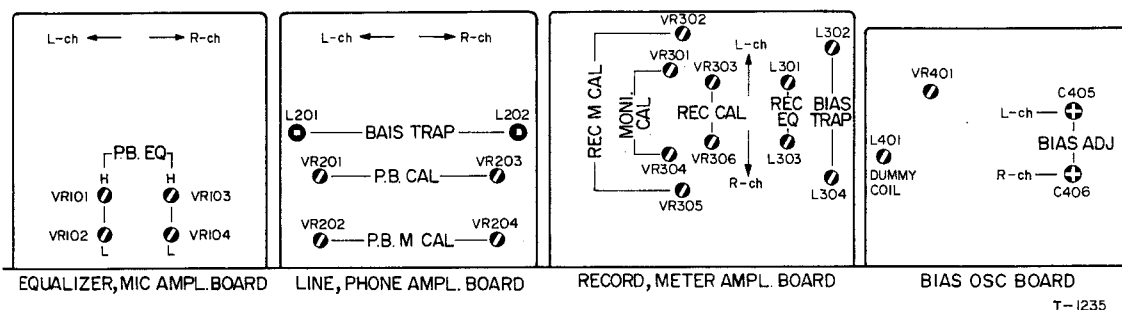 L-ch R-ch
P.B. EQ
H H
VR101 VR103
VR102 VR104
L L
EQUALIZER, MIC AMPL. BOARD
L-ch R-ch
L201 L202
BAIS TRAP
VR201 VR203
P.B. CAL
VR202 VR204
P.B. M CAL
LINE, PHONE AMPL. BOARD
VR302
REC M CAL
VR301
MONI. CAL
VR303
L-ch
L301
L302
REC CAL
REC EQ
BIAS TRAP
VR304
VR306
L303
R-ch
VR305
L304
RECORD, METER AMPL. BOARD
VR401
C405
L-ch
BIAS ADJ
L401
DUMMY COIL
R-ch
C406
BIAS OSC BOARD
T-1235